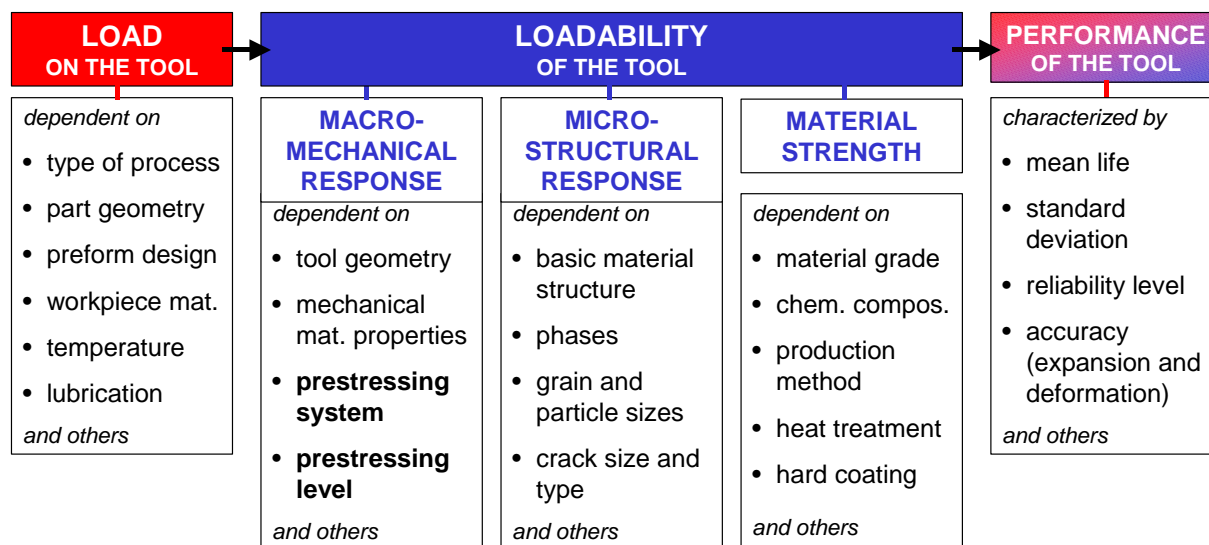 LOAD
ON THE TOOL
LOADABILITY
OF THE TOOL
PERFORMANCE
OF THE TOOL
dependent on
• type of process
• part geometry
• preform design
• workpiece mat.
• temperature
• lubrication
and others
MACRO-
MECHANICAL
RESPONSE
dependent on
• tool geometry
• mechanical
mat. properties
• prestressing
system
• prestressing
level
and others
MICRO-
STRUCTURAL
RESPONSE
dependent on
• basic material
structure
• phases
• grain and
particle sizes
• crack size and
type
and others
MATERIAL
STRENGTH
dependent on
• material grade
• chem. compos.
• production
method
• heat treatment
• hard coating
and others
characterized by
• mean life
• standard
deviation
• reliability level
• accuracy
(expansion and
deformation)
and others